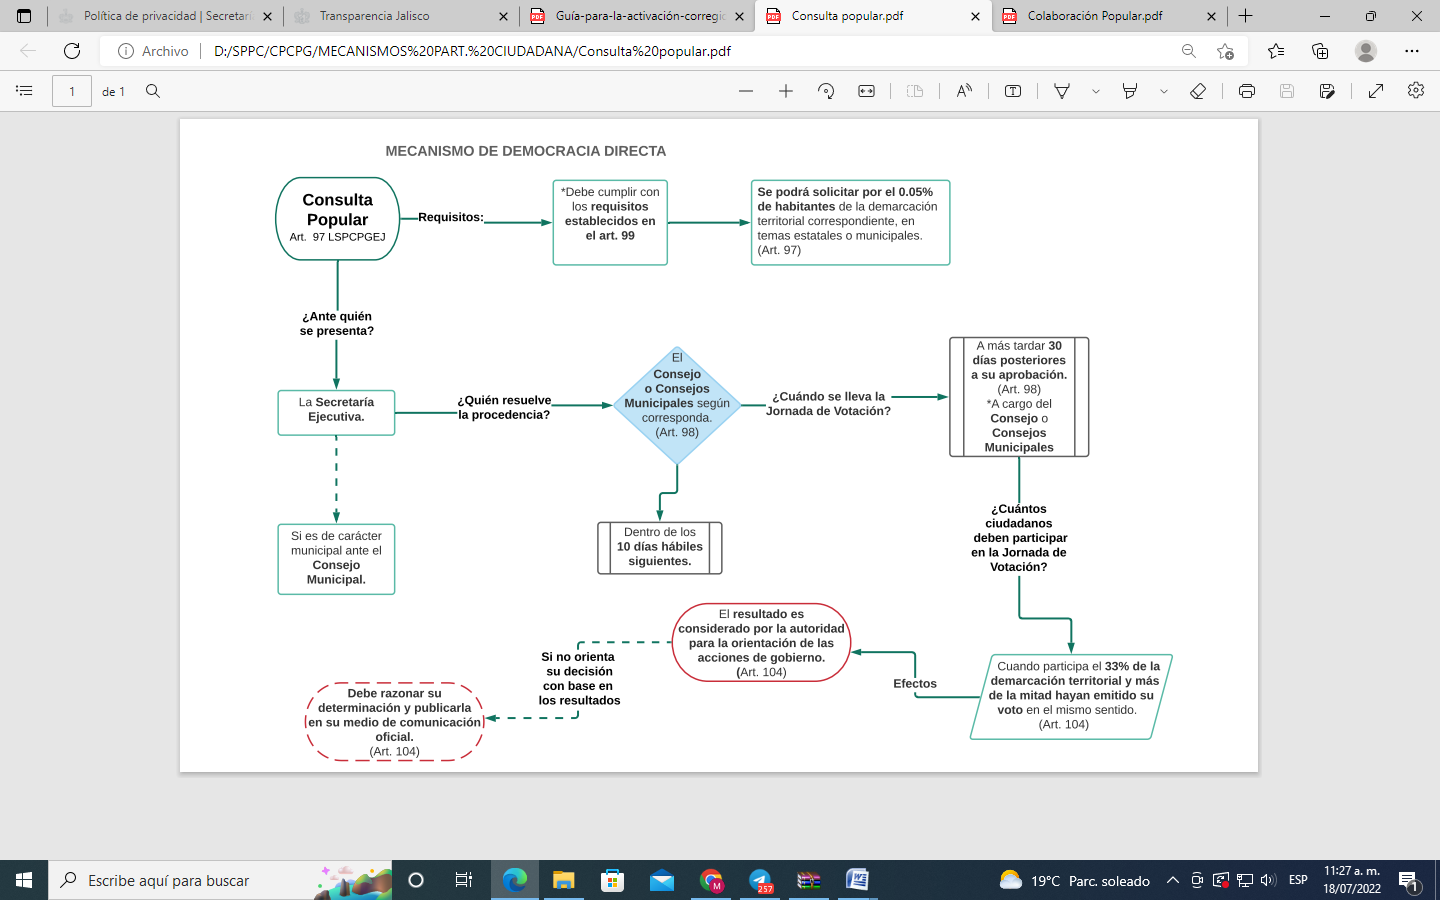 Política de privacidad | Secretarí
Transparencia Jalisco
Guía-para-la-activación-corregid
Consulta popular.pdf
Colaboración Popular.pdf
Archivo
D:/SPPC/CPCPG/MECANISMOS%20PART.%20CIUDADANA/Consulta%20popular.pdf
1
de 1
MECANISMO DE DEMOCRACIA DIRECTA
Consulta
Popular
Art. 97 LSPCPGEJ
Requisitos:
*Debe cumplir con
los requisitos
establecidos en
el art. 99
Se podrá solicitar por el 0.05%
de habitantes de la demarcación
territorial correspondiente, en
temas estatales o municipales.
(Art. 97)
¿Ante quién
se presenta?
La Secretaría
Ejecutiva.
¿Quién resuelve
la procedencia?
El
Consejo
o Consejos
Municipales según
corresponda.
(Art. 98)
¿Cuándo se lleva la
Jornada de Votación?
A más tardar 30
días posteriores
a su aprobación.
(Art. 98)
*A cargo del
Consejo o
Consejos
Municipales
Si es de carácter
municipal ante el
Consejo
Municipal.
Dentro de los
10 días hábiles
siguientes.
¿Cuántos
ciudadanos
deben participar
en la Jornada de
Votación?
Cuando participa el 33% de la
demarcación territorial y más
de la mitad hayan emitido su
voto en el mismo sentido.
(Art. 104)
Efectos
El resultado es
considerado por la autoridad
para la orientación de las
acciones de gobierno.
(Art. 104)
Si no orienta
su decisión
con base en
los resultados
Debe razonar su
determinación y publicarla
en su medio de comunicación
oficial.
(Art. 104)
Escribe aquí para buscar
M
257
19°C Parc. soleado
ESP
11:27 a. m.
18/07/2022
1